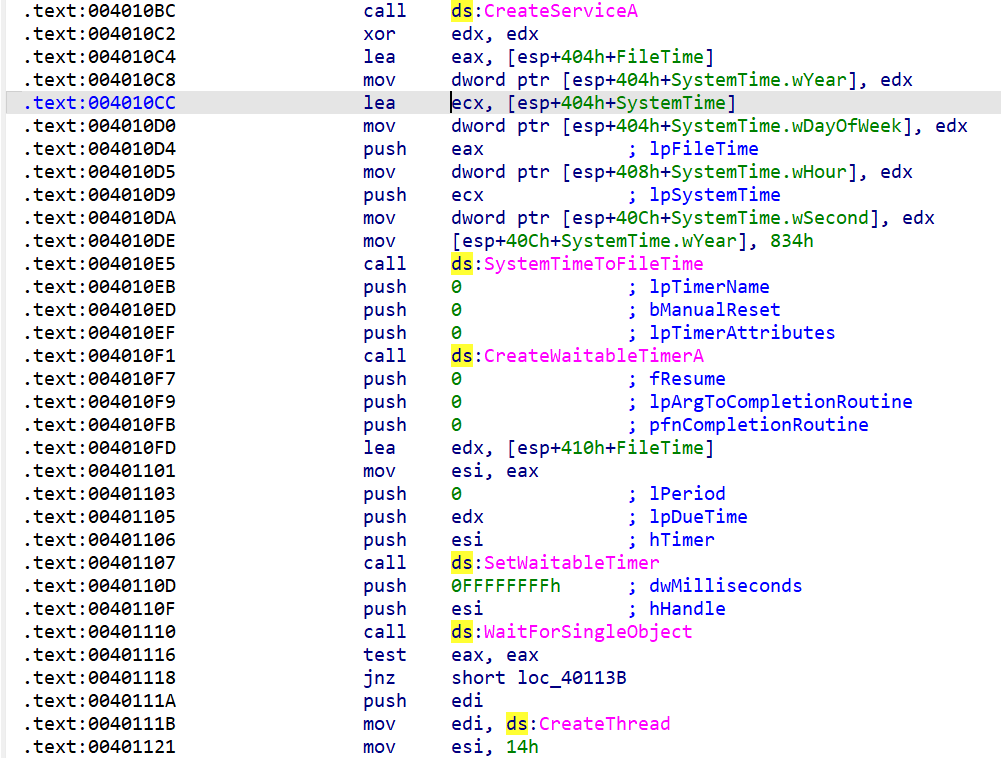 .text:004010BC call ds:CreateServiceA
.text:004010C2 xor edx, edx
.text:004010C4 lea eax, [esp+404h+FileTime]
.text:004010C8 mov dword ptr [esp+404h+SystemTime.wYear], edx
.text:004010CC lea ecx, [esp+404h+SystemTime]
.text:004010D0 mov dword ptr [esp+404h+SystemTime.wDayOfWeek], edx
.text:004010D4 push eax ; lpFileTime
.text:004010D5 mov dword ptr [esp+408h+SystemTime.wHour], edx
.text:004010D9 push ecx ; lpSystemTime
.text:004010DA mov dword ptr [esp+40Ch+SystemTime.wSecond], edx
.text:004010DE mov [esp+40Ch+SystemTime.wYear], 834h
.text:004010E5 call ds:SystemTimeToFileTime
.text:004010EB push 0 ; lpTimerName
.text:004010ED push 0 ; bManualReset
.text:004010EF push 0 ; lpTimerAttributes
.text:004010F1 call ds:CreateWaitableTimerA
.text:004010F7 push 0 ; fResume
.text:004010F9 push 0 ; lpArgToCompletionRoutine
.text:004010FB push 0 ; pfnCompletionRoutine
.text:004010FD lea edx, [esp+410h+FileTime]
.text:00401101 mov esi, eax
.text:00401103 push 0 ; lPeriod
.text:00401105 push edx ; lpDueTime
.text:00401106 push esi ; hTimer
.text:00401107 call ds:SetWaitableTimer
.text:0040110D push 0FFFFFFFFh ; dwMilliseconds
.text:0040110F push esi ; hHandle
.text:00401110 call ds:WaitForSingleObject
.text:00401116 test eax, eax
.text:00401118 jnz short loc_40113B
.text:0040111A push edi
.text:0040111B mov edi, ds:CreateThread
.text:00401121 mov esi, 14h